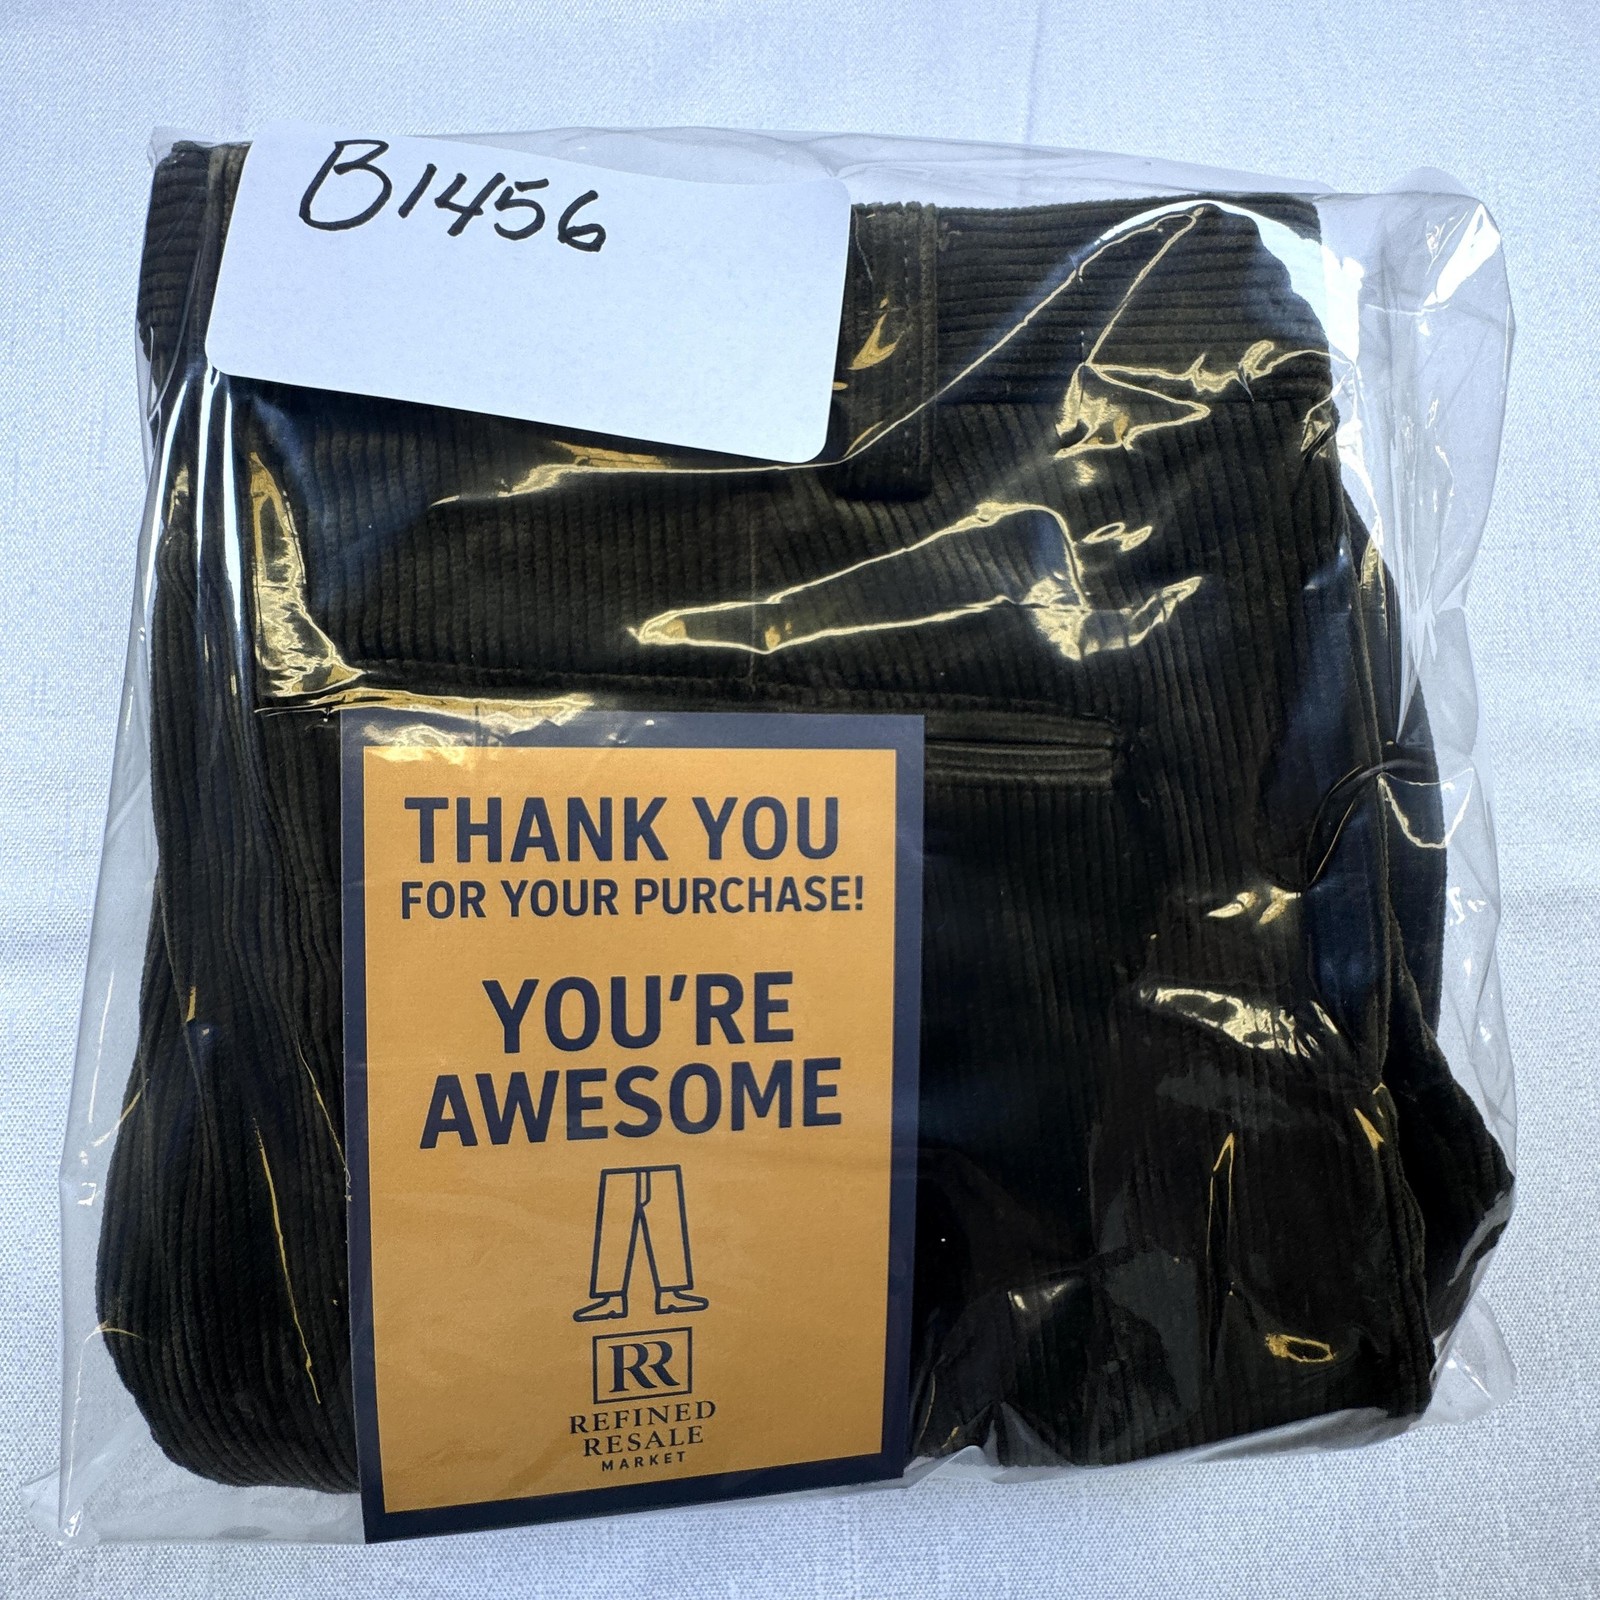 B1456
THANK YOU
FOR YOUR PURCHASE!
YOU'RE
AWESOME
RR
REFINED
RESALE
MARKET